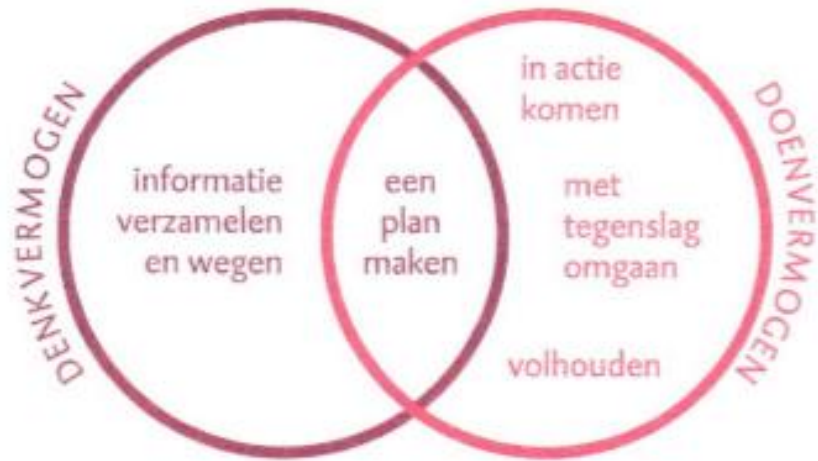 DENKVERMOGEN
informatie
verzamelen
en wegen
een
plan
maken
in actie
komen
met
tegenslag
omgaan
volhouden
DOENVERMOGEN